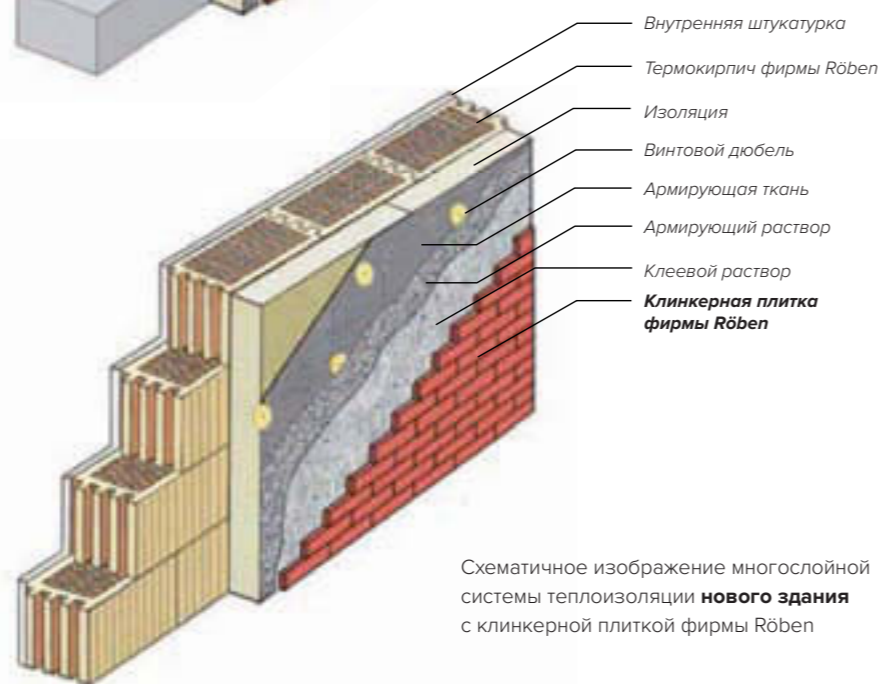 Внутренняя штукатурка
Термокирпич фирмы Röben
Изоляция
Винтовой дюбель
Армирующая ткань
Армирующий раствор
Клеевой раствор
Клинкерная плитка
фирмы Röben
Схематичное изображение многослойной
системы теплоизоляции нового здания
с клинкерной плиткой фирмы Röben